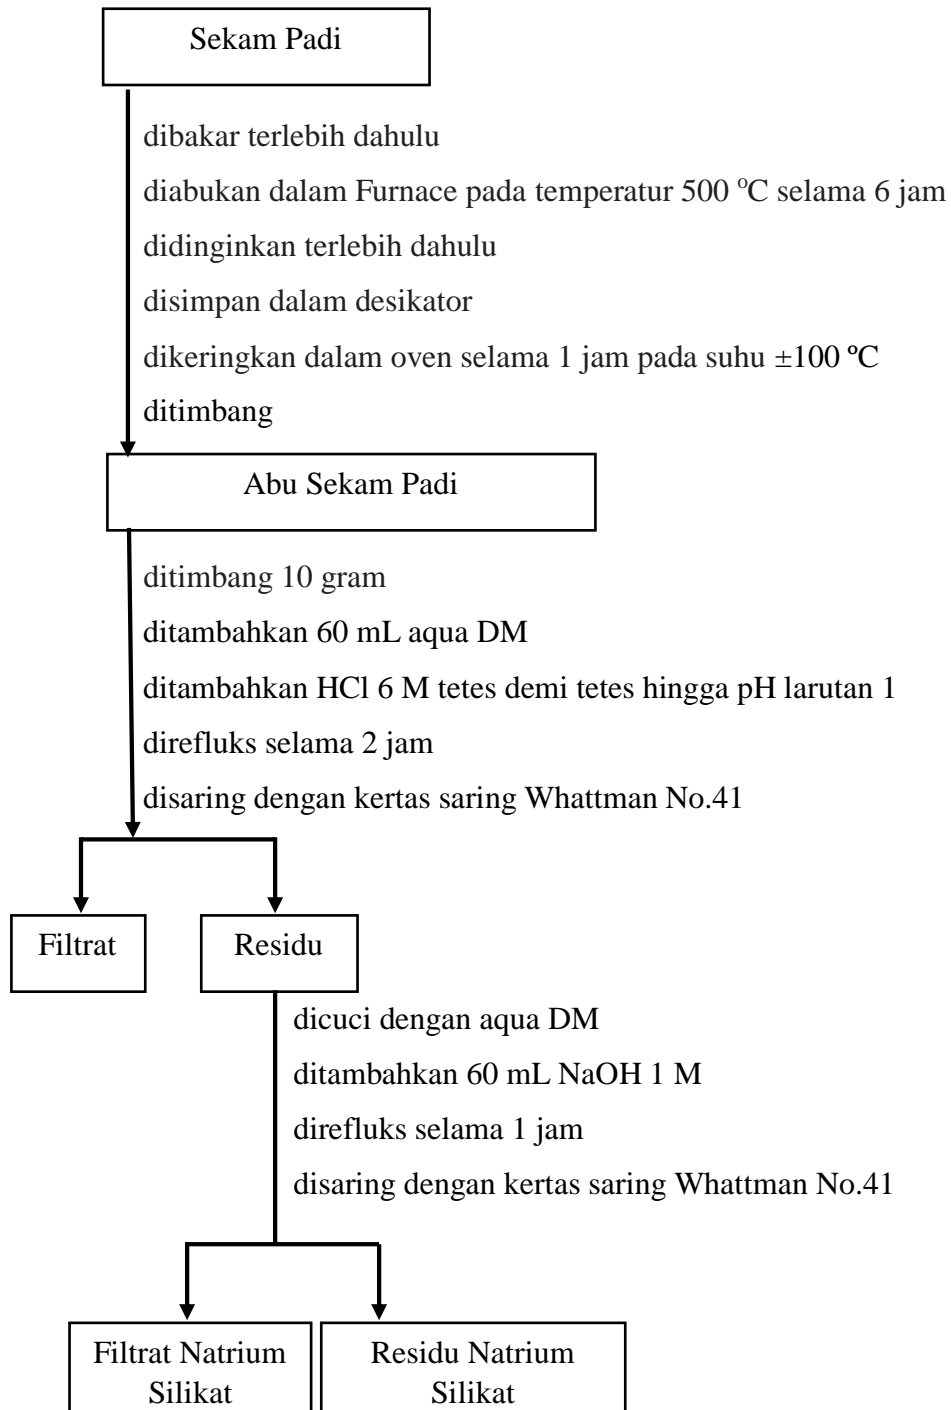 Sekam Padi
dibakar terlebih dahulu
diabukan dalam Furnace pada temperatur 500 ºC selama 6 jam
didinginkan terlebih dahulu
disimpan dalam desikator
dikeringkan dalam oven selama 1 jam pada suhu ±100 ºC
ditimbang
Abu Sekam Padi
ditimbang 10 gram
ditambahkan 60 mL aqua DM
ditambahkan HCl 6 M tetes demi tetes hingga pH larutan 1
direfluks selama 2 jam
disaring dengan kertas saring Whattman No.41
Filtrat
Residu
dicuci dengan aqua DM
ditambahkan 60 mL NaOH 1 M
direfluks selama 1 jam
disaring dengan kertas saring Whattman No.41
Filtrat Natrium
Silikat
Residu Natrium
Silikat